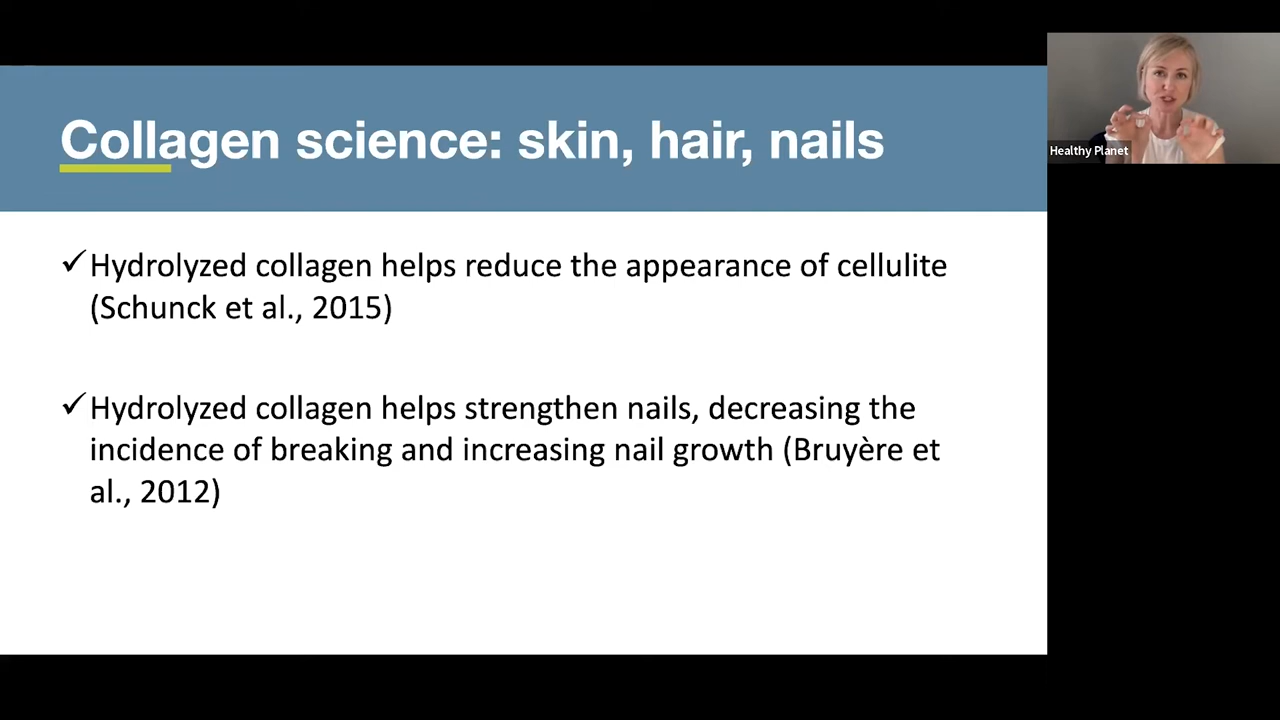 Collagen science: skin, hair, nails
Healthy Planet
✓Hydrolyzed collagen helps reduce the appearance of cellulite
(Schunck et al., 2015)
✓Hydrolyzed collagen helps strengthen nails, decreasing the
incidence of breaking and increasing nail growth (Bruyère et
al., 2012)